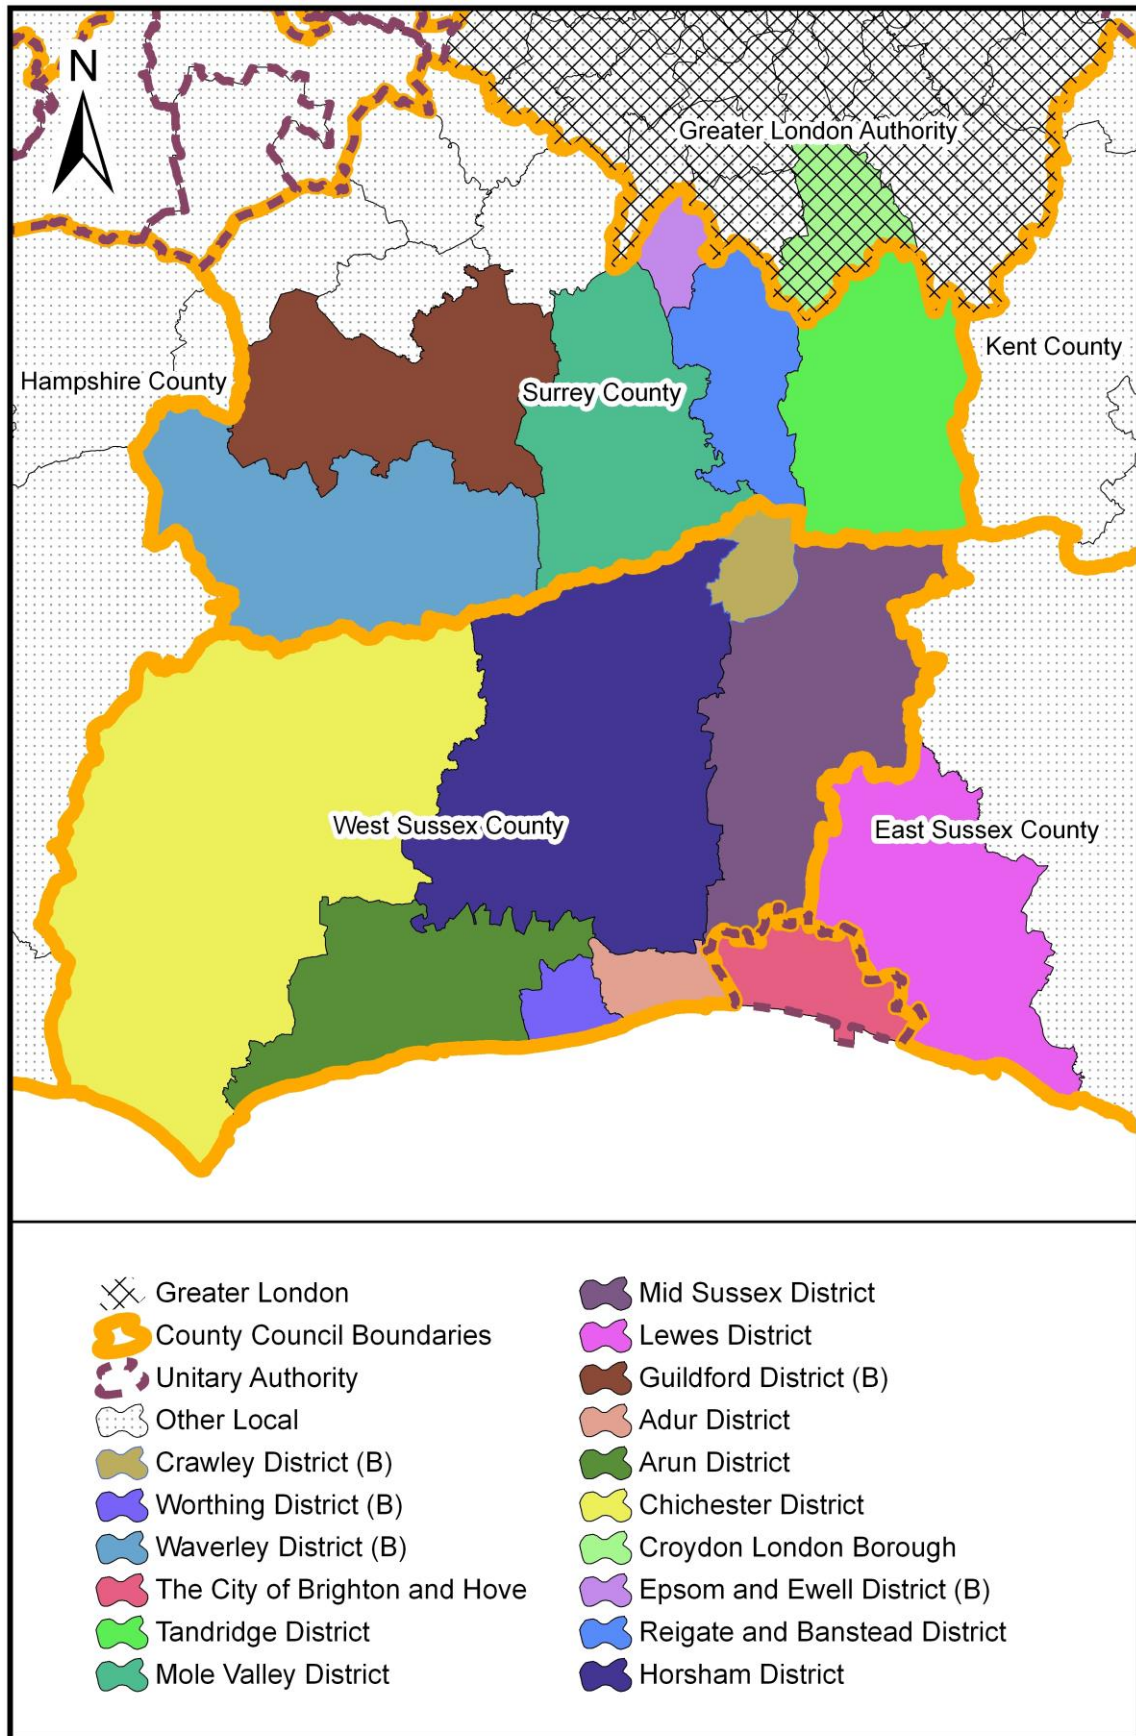 N
Greater London Authority
Kent County
Hampshire County
Surrey County
West Sussex County
East Sussex County
Greater London
County Council Boundaries
Unitary Authority
Other Local
Crawley District (B)
Worthing District (B)
Waverley District (B)
The City of Brighton and Hove
Tandridge District
Mole Valley District
Mid Sussex District
Lewes District
Guildford District (B)
Adur District
Arun District
Chichester District
Croydon London Borough
Epsom and Ewell District (B)
Reigate and Banstead District
Horsham District